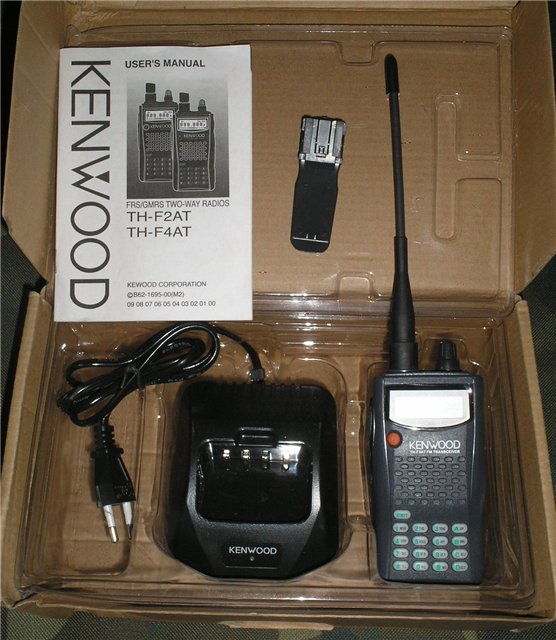 USER'S MANUAL
KENWOOD
FRS/GMRS TWO-WAY RADIOS
TH-F2AT
TH-F4AT
KEWOOD CORPORATION
©B62-1695-00(M2)
09 08 07 06 05 04 03 02 01 00
KENWOOD
KENWOOD